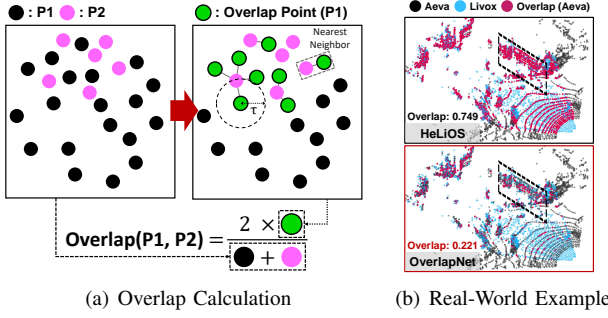 : P1 : P2
: Overlap Point (P1)
Nearest
Neighbor
τ
Overlap(P1, P2) = 2 × / +
(a) Overlap Calculation
Aeva Livox Overlap (Aeva)
Overlap: 0.749
HeLiOS
Overlap: 0.221
OverlapNet
(b) Real-World Example